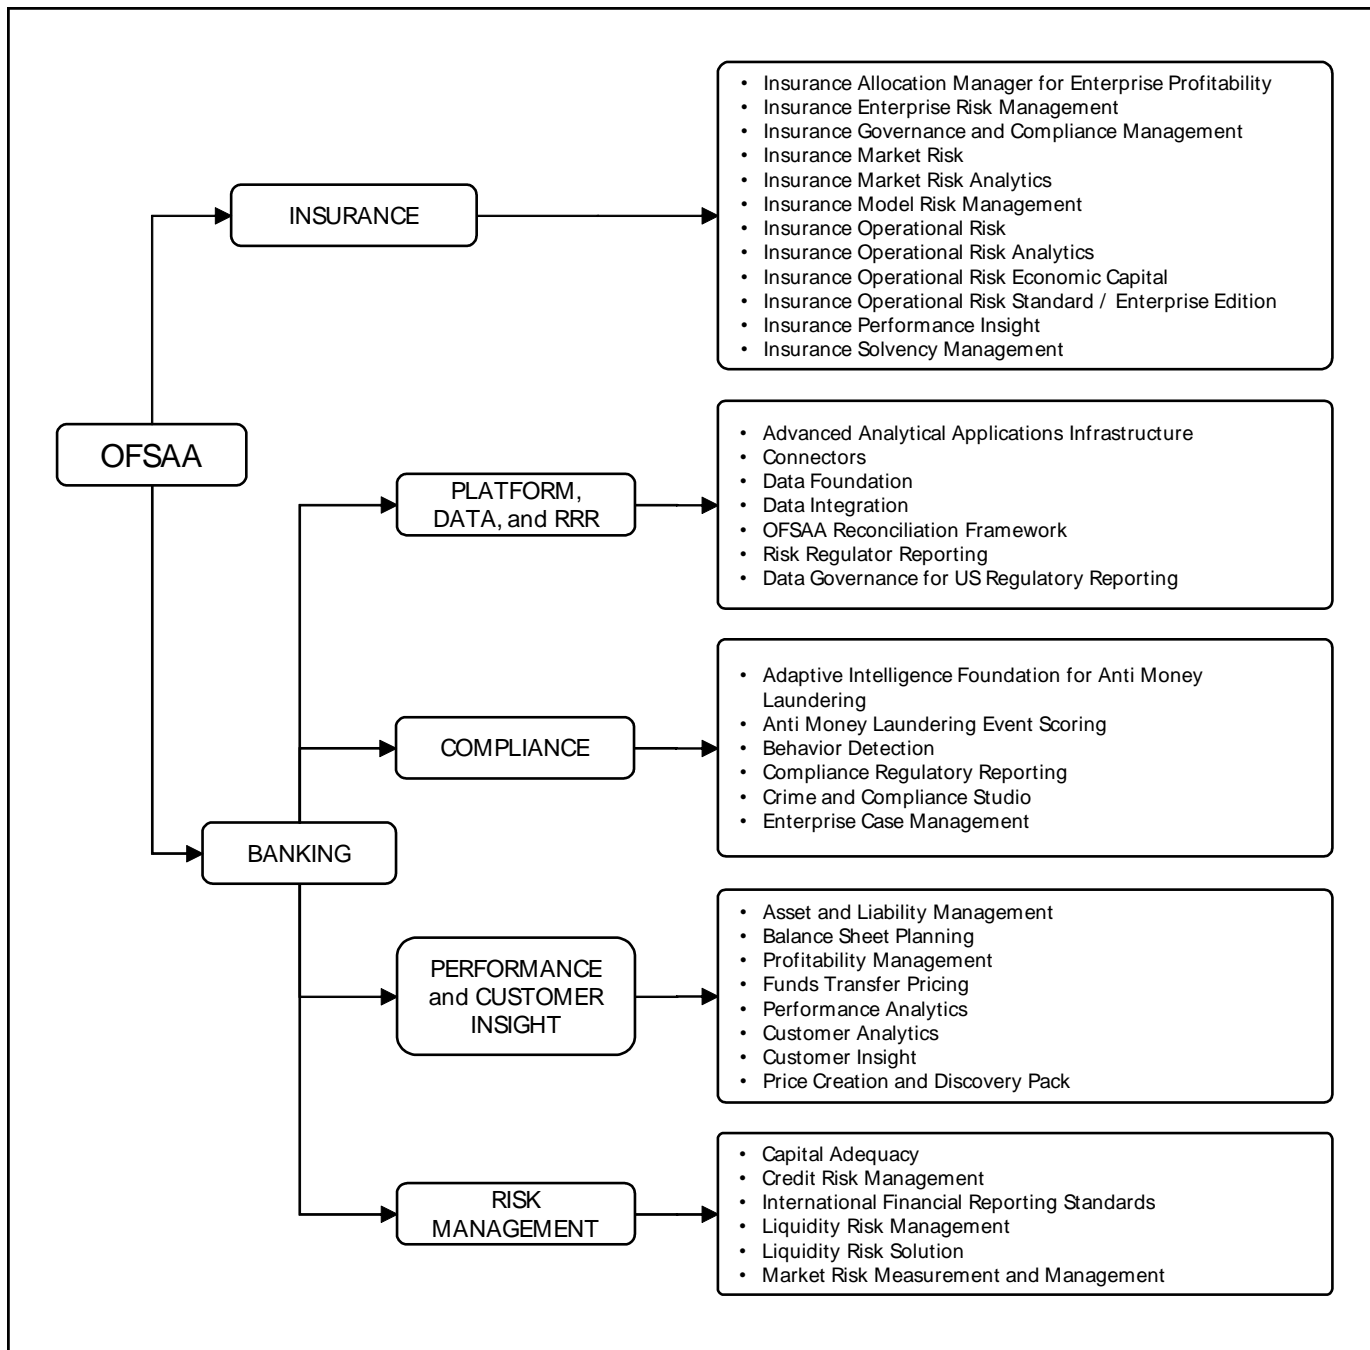 OFSAA
INSURANCE
• Insurance Allocation Manager for Enterprise Profitability
• Insurance Enterprise Risk Management
• Insurance Governance and Compliance Management
• Insurance Market Risk
• Insurance Market Risk Analytics
• Insurance Model Risk Management
• Insurance Operational Risk
• Insurance Operational Risk Analytics
• Insurance Operational Risk Economic Capital
• Insurance Operational Risk Standard / Enterprise Edition
• Insurance Performance Insight
• Insurance Solvency Management
BANKING
PLATFORM,
DATA, and RRR
• Advanced Analytical Applications Infrastructure
• Connectors
• Data Foundation
• Data Integration
• OFSAA Reconciliation Framework
• Risk Regulator Reporting
• Data Governance for US Regulatory Reporting
COMPLIANCE
• Adaptive Intelligence Foundation for Anti Money
Laundering
• Anti Money Laundering Event Scoring
• Behavior Detection
• Compliance Regulatory Reporting
• Crime and Compliance Studio
• Enterprise Case Management
PERFORMANCE
and CUSTOMER
INSIGHT
• Asset and Liability Management
• Balance Sheet Planning
• Profitability Management
• Funds Transfer Pricing
• Performance Analytics
• Customer Analytics
• Customer Insight
• Price Creation and Discovery Pack
RISK
MANAGEMENT
• Capital Adequacy
• Credit Risk Management
• International Financial Reporting Standards
• Liquidity Risk Management
• Liquidity Risk Solution
• Market Risk Measurement and Management